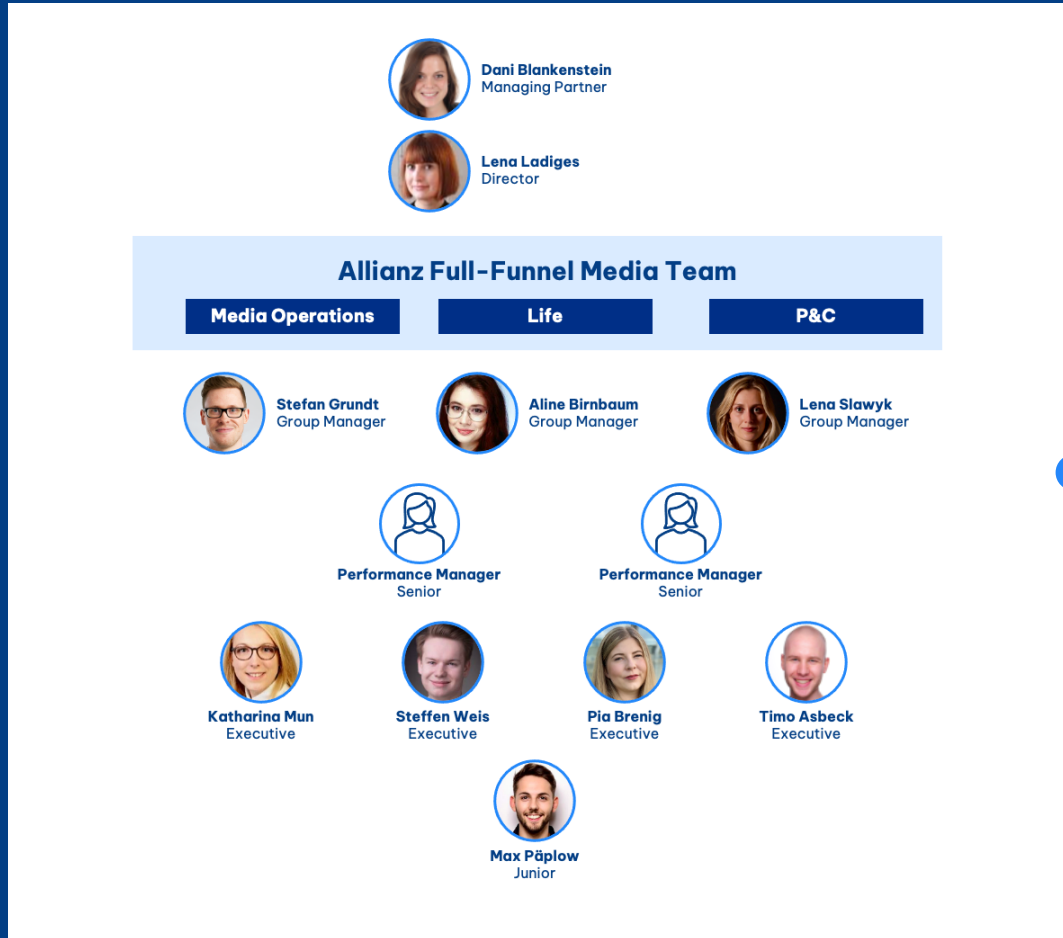 Dani Blankenstein
Managing Partner
Lena Ladiges
Director
Allianz Full-Funnel Media Team
Media Operations
Life
P&C
Stefan Grundt
Group Manager
Aline Birnbaum
Group Manager
Lena Slawyk
Group Manager
Performance Manager
Senior
Performance Manager
Senior
Katharina Mun
Executive
Steffen Weis
Executive
Pia Brenig
Executive
Timo Asbeck
Executive
Max Päplow
Junior